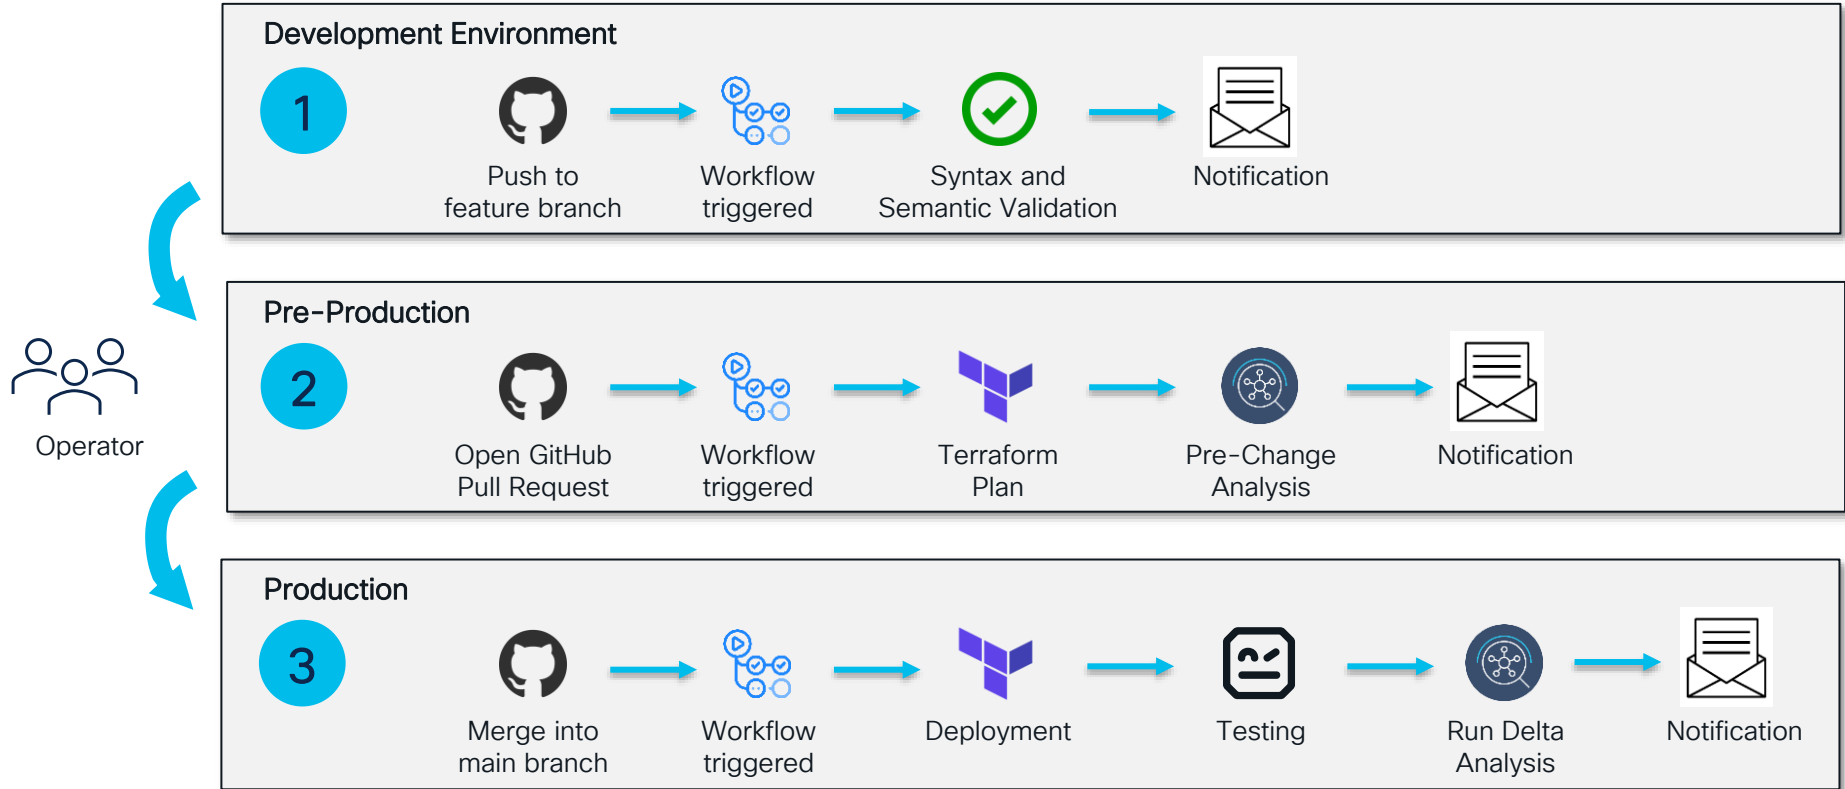 Development Environment
1
Push to
feature branch
Workflow
triggered
Syntax and
Semantic Validation
Notification
Operator
Pre-Production
2
Open GitHub
Pull Request
Workflow
triggered
Terraform
Plan
Pre-Change
Analysis
Notification
Production
3
Merge into
main branch
Workflow
triggered
Deployment
Testing
Run Delta
Analysis
Notification